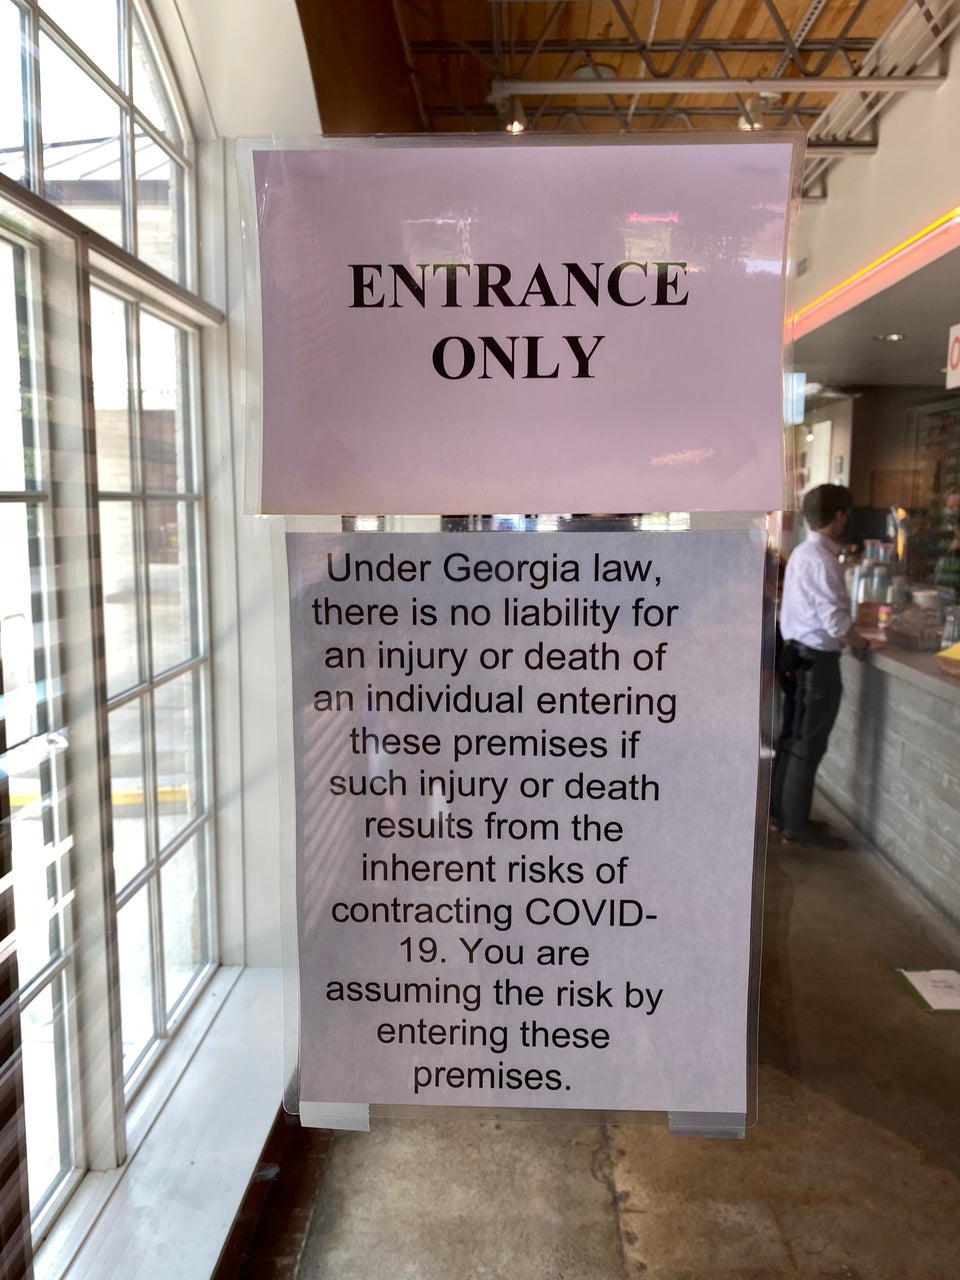 ENTRANCE
ONLY
Under Georgia law,
there is no liability for
an injury or death of
an individual entering
these premises if
such injury or death
results from the
inherent risks of
contracting COVID-
19. You are
assuming the risk by
entering these
premises.